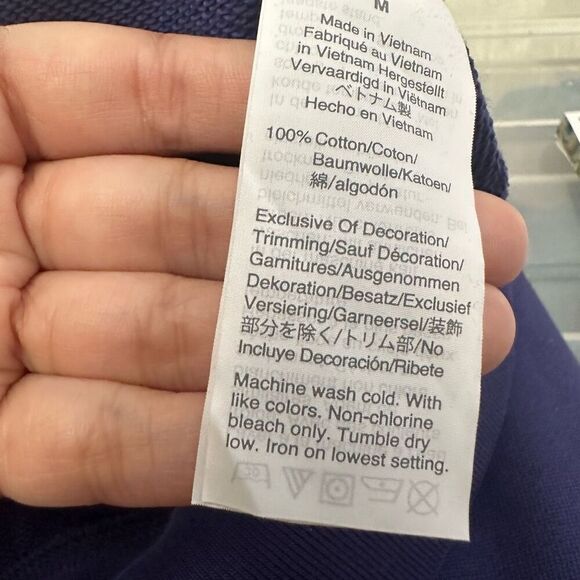 M
Made in Vietnam
Fabriqué au Vietnam
in Vietnam Hergestellt
Vervaardigd in Viëtnam
ベトナム製
Hecho en Vietnam
100% Cotton/Coton/
Baumwolle/Katoen/
綿/algodón
Exclusive Of Decoration/
Trimming/Sauf Décoration/
Garnitures/Ausgenommen
Dekoration/Besatz/Exclusief
Versiering/Garneersel/装飾
部分を除く/トリム部/No
Incluye Decoración/Ribete
Machine wash cold. With
like colors. Non-chlorine
bleach only. Tumble dry
low. Iron on lowest setting.